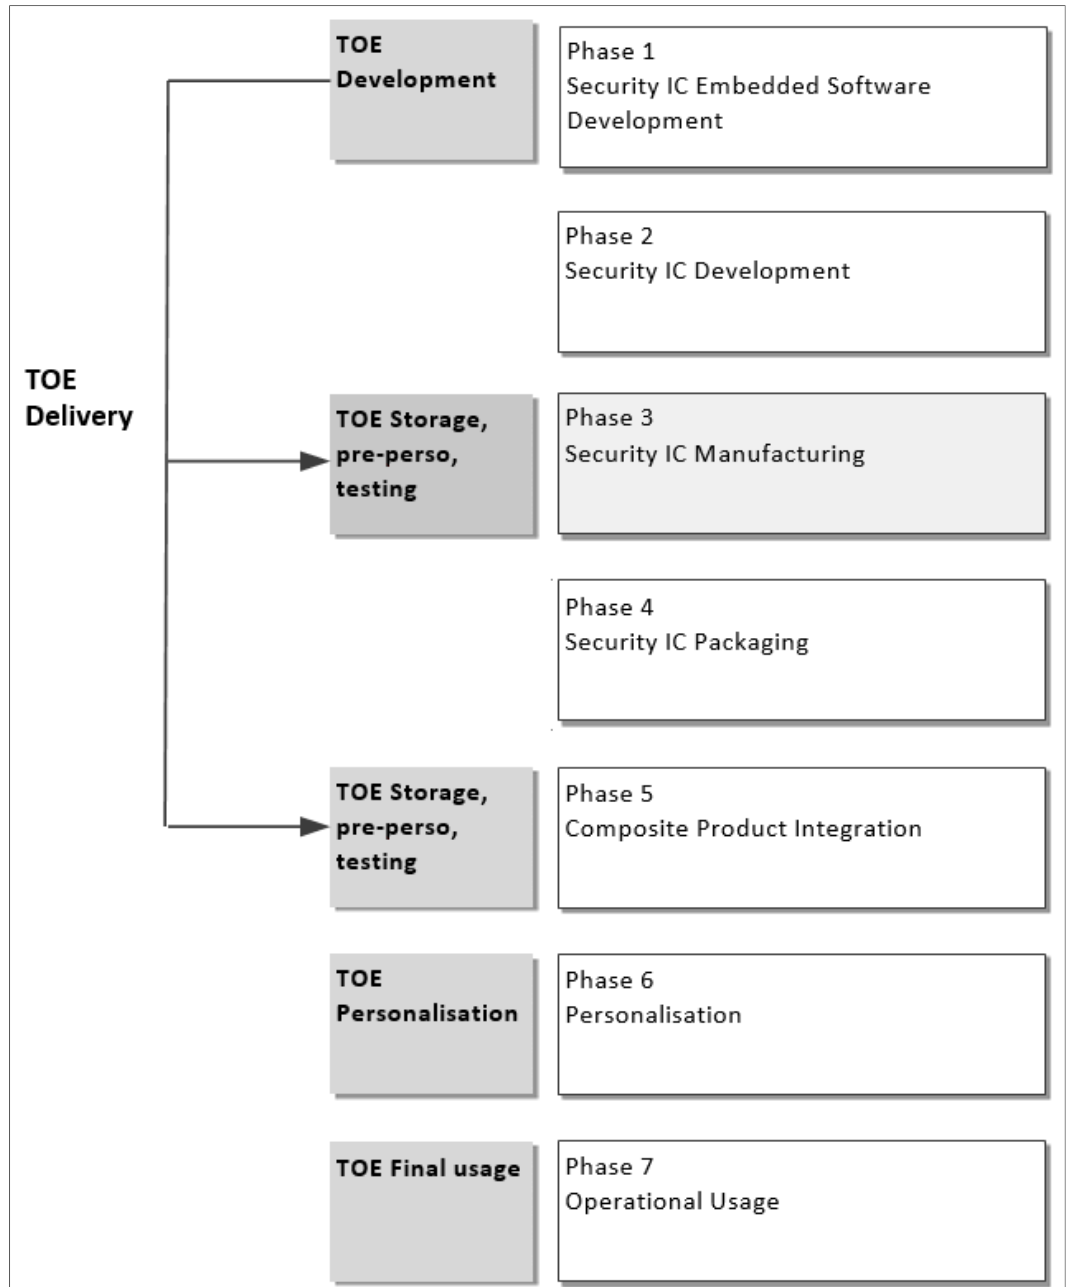 TOE
Development
Phase 1
Security IC Embedded Software
Development
Phase 2
Security IC Development
TOE
Delivery
TOE Storage,
pre-perso,
testing
Phase 3
Security IC Manufacturing
Phase 4
Security IC Packaging
TOE Storage,
pre-perso,
testing
Phase 5
Composite Product Integration
TOE
Personalisation
Phase 6
Personalisation
TOE Final usage
Phase 7
Operational Usage